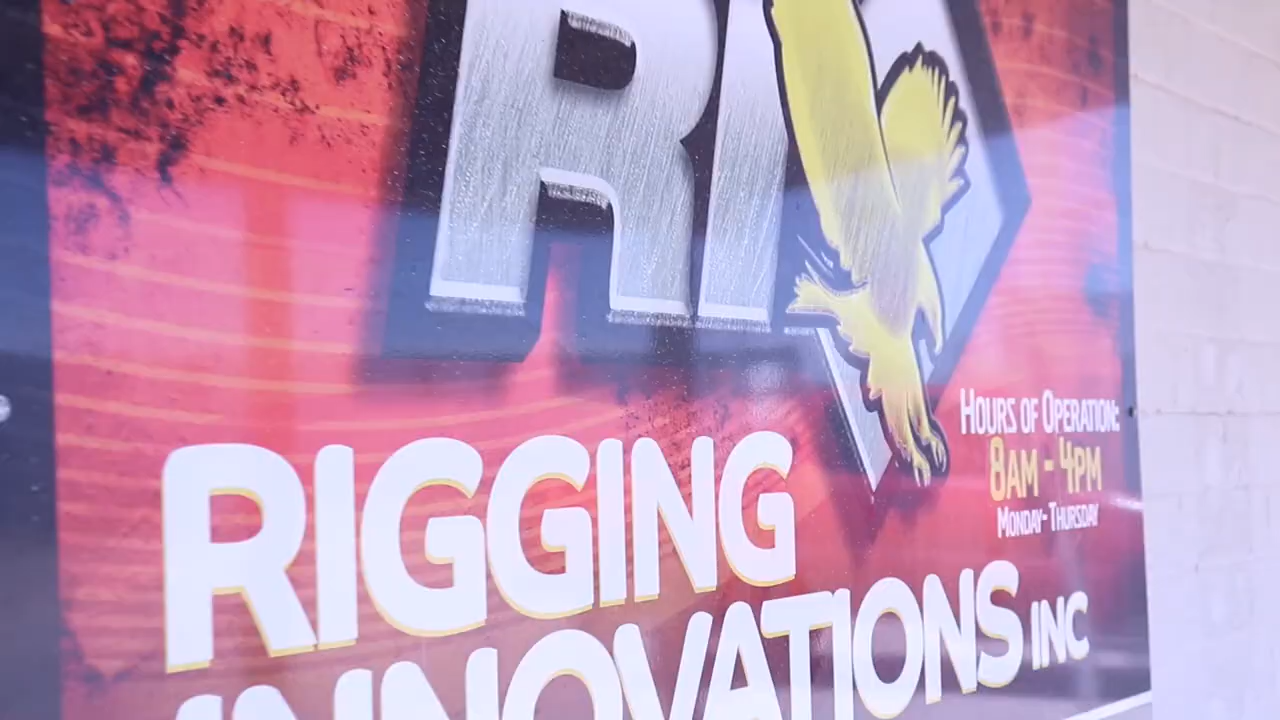 RI
HOURS OF OPERATION:
8AM - 4PM
MONDAY - THURSDAY
RIGGING
INNOVATIONS INC